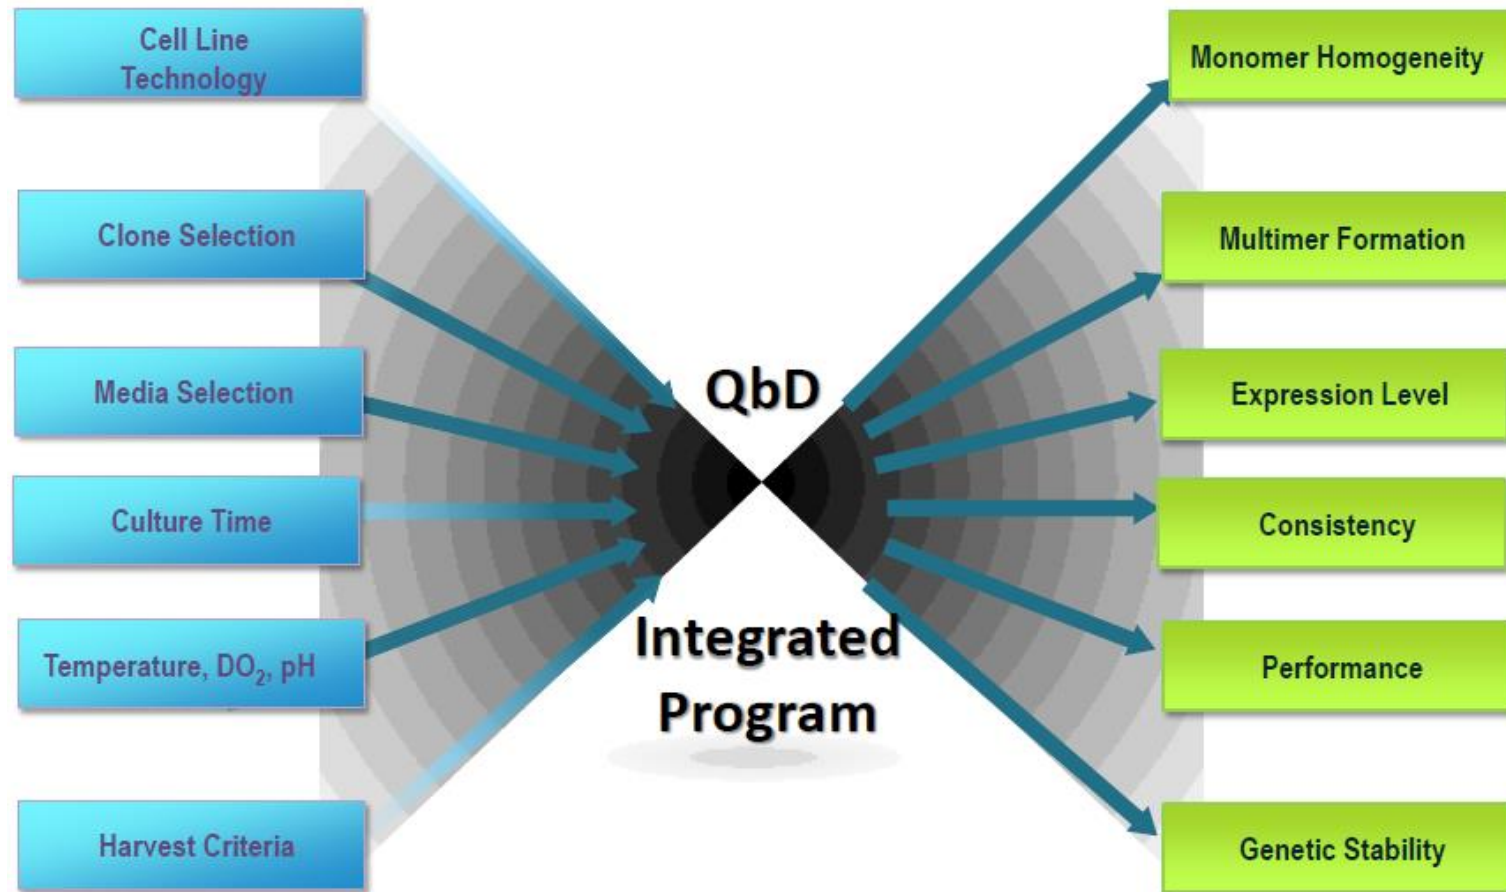 Cell Line
Technology
Clone Selection
Media Selection
Culture Time
Temperature, DO₂, pH
Harvest Criteria
QbD
Integrated
Program
Monomer Homogeneity
Multimer Formation
Expression Level
Consistency
Performance
Genetic Stability